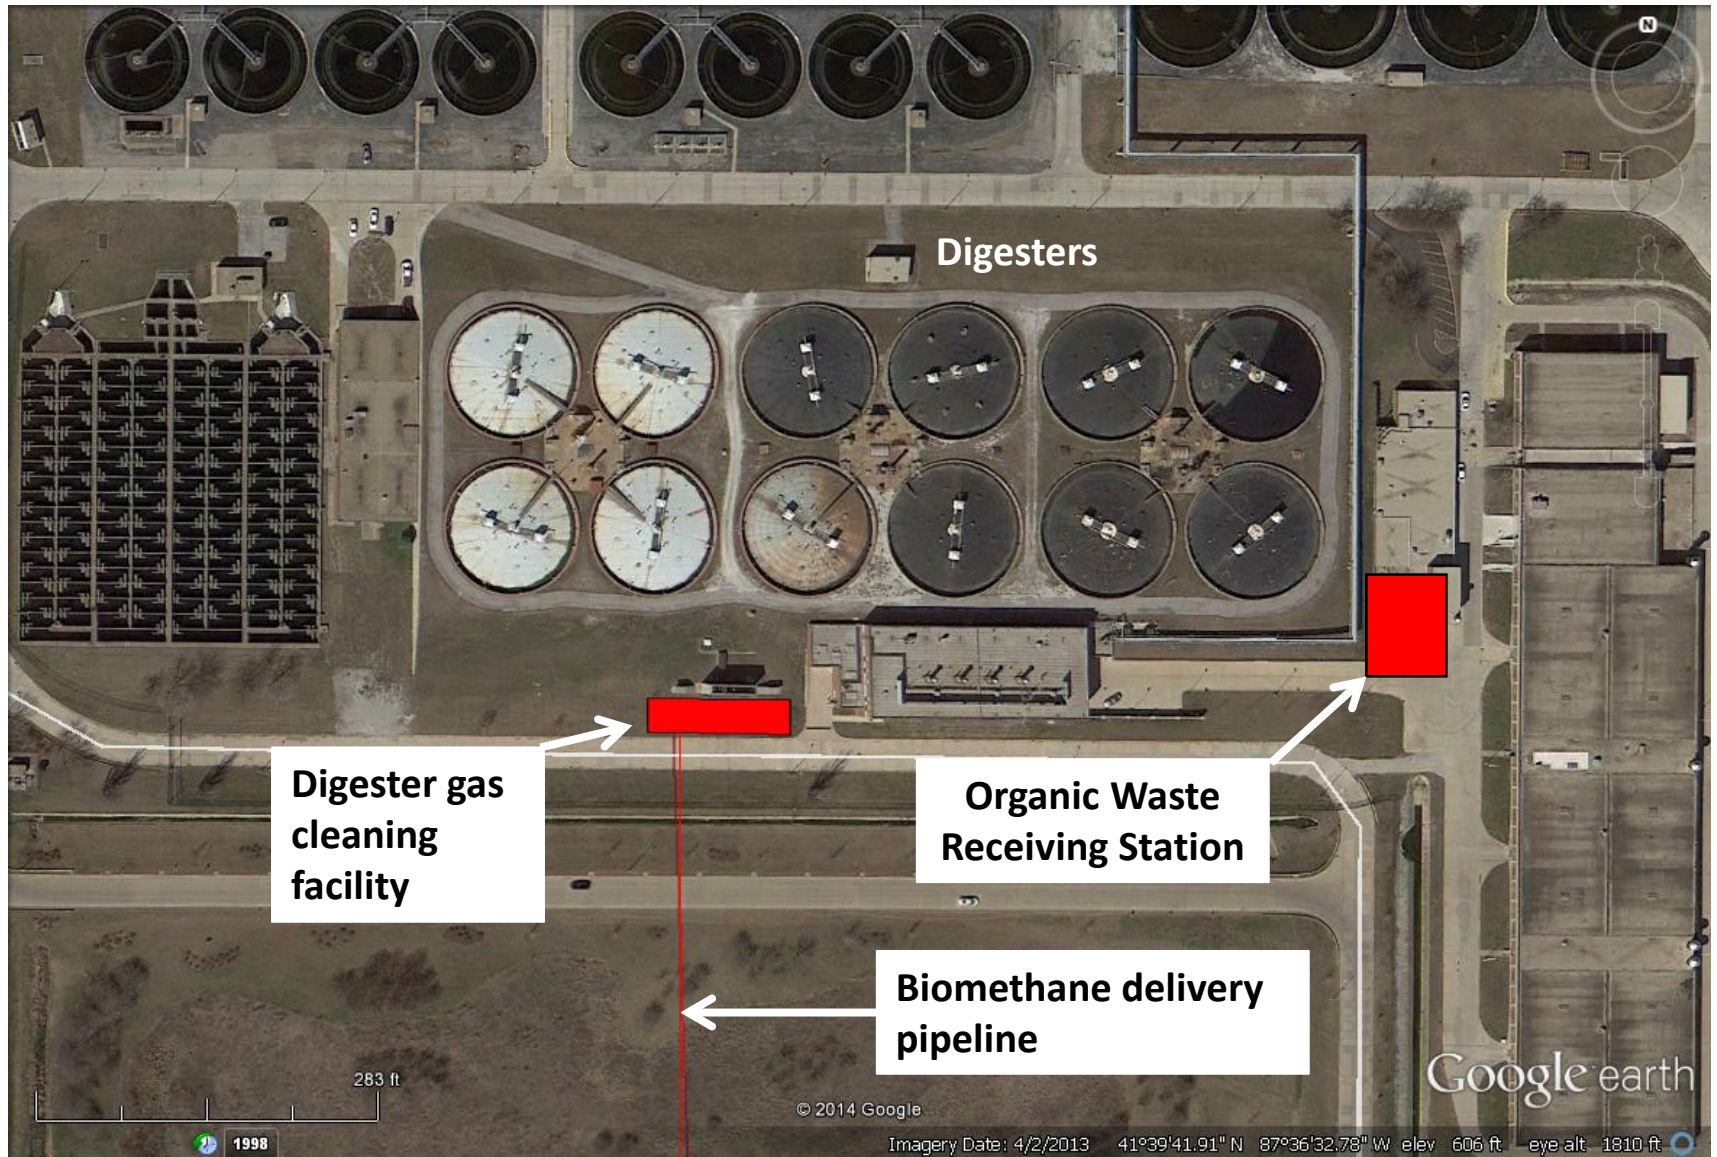 N
Digesters
Digester gas
cleaning
facility
Organic Waste
Receiving Station
Biomethane delivery
pipeline
283 ft
Google earth
© 2014 Google
1998
Imagery Date: 4/2/2013 41°39'41.91" N 87°36'32.78" W elev 606 ft eye alt 1810 ft